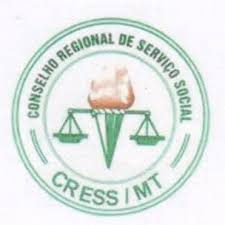 CONSELHO REGIONAL DE SERVIÇO SOCIAL
CRESS / MT